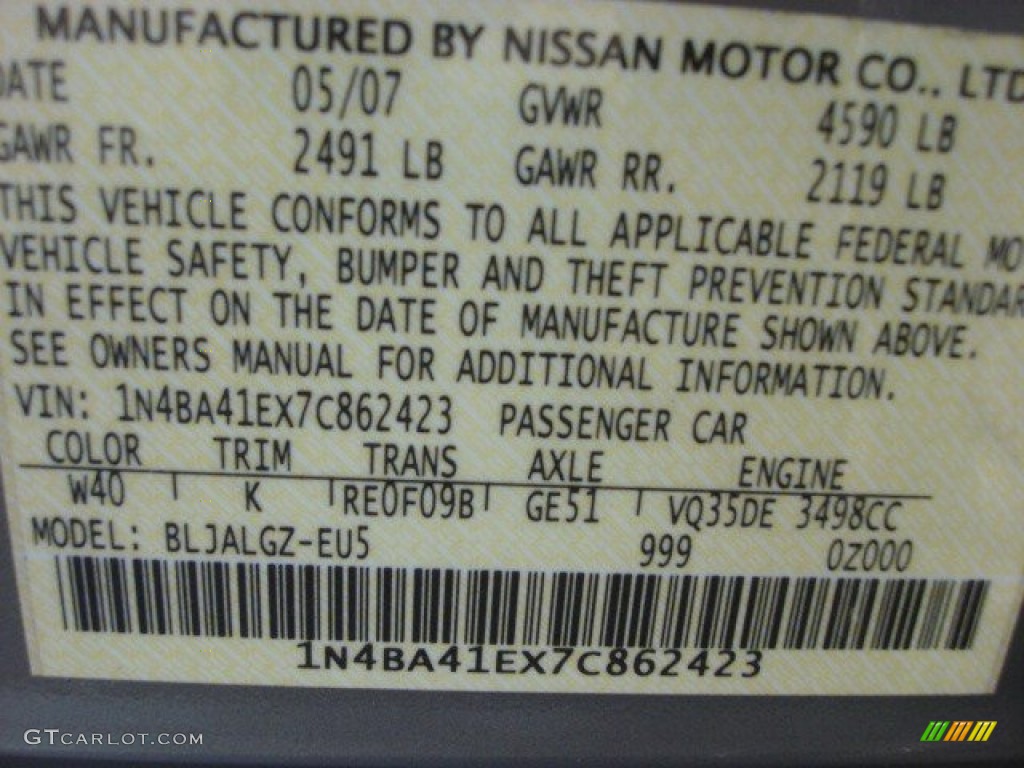 MANUFACTURED BY NISSAN MOTOR CO., LTD
DATE 05/07 GVWR 4590 LB
GAWR FR. 2491 LB GAWR RR. 2119 LB
THIS VEHICLE CONFORMS TO ALL APPLICABLE FEDERAL MO
VEHICLE SAFETY, BUMPER AND THEFT PREVENTION STANDAR
IN EFFECT ON THE DATE OF MANUFACTURE SHOWN ABOVE.
SEE OWNERS MANUAL FOR ADDITIONAL INFORMATION.
VIN: 1N4BA41EX7C862423 PASSENGER CAR
COLOR TRIM TRANS AXLE ENGINE
W40 K RE0F09B GE51 VQ35DE 3498CC
MODEL: BLJALGZ-EU5 999 0Z000
1N4BA41EX7C862423
GTCARLOT.COM